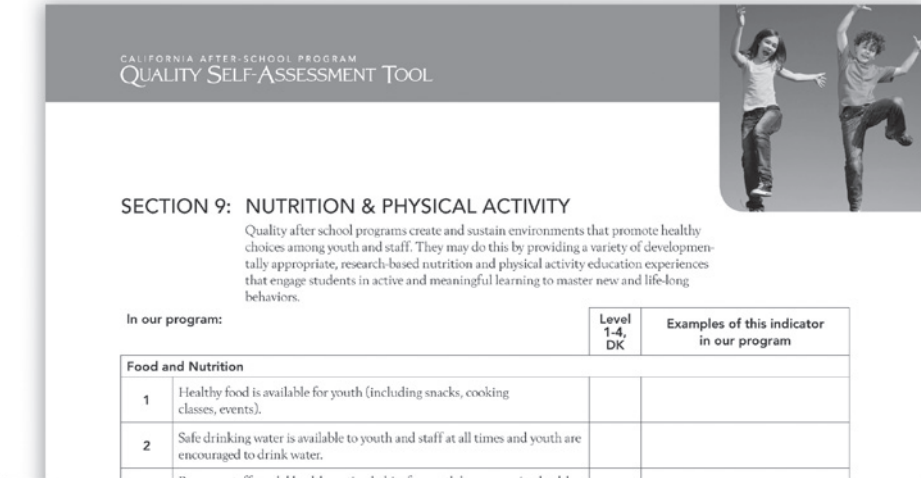 CALIFORNIA AFTER-SCHOOL PROGRAM
QUALITY SELF-ASSESSMENT TOOL
SECTION 9: NUTRITION & PHYSICAL ACTIVITY
Quality after school programs create and sustain environments that promote healthy
choices among youth and staff. They may do this by providing a variety of developmen-
tally appropriate, research-based nutrition and physical activity education experiences
that engage students in active and meaningful learning to master new and life-long
behaviors.
In our program:
Level
1-4,
DK
Examples of this indicator
in our program
Food and Nutrition
1
Healthy food is available for youth (including snacks, cooking
classes, events).
2
Safe drinking water is available to youth and staff at all times and youth are
encouraged to drink water.